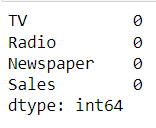 TV 0
Radio 0
Newspaper 0
Sales 0
dtype: int64